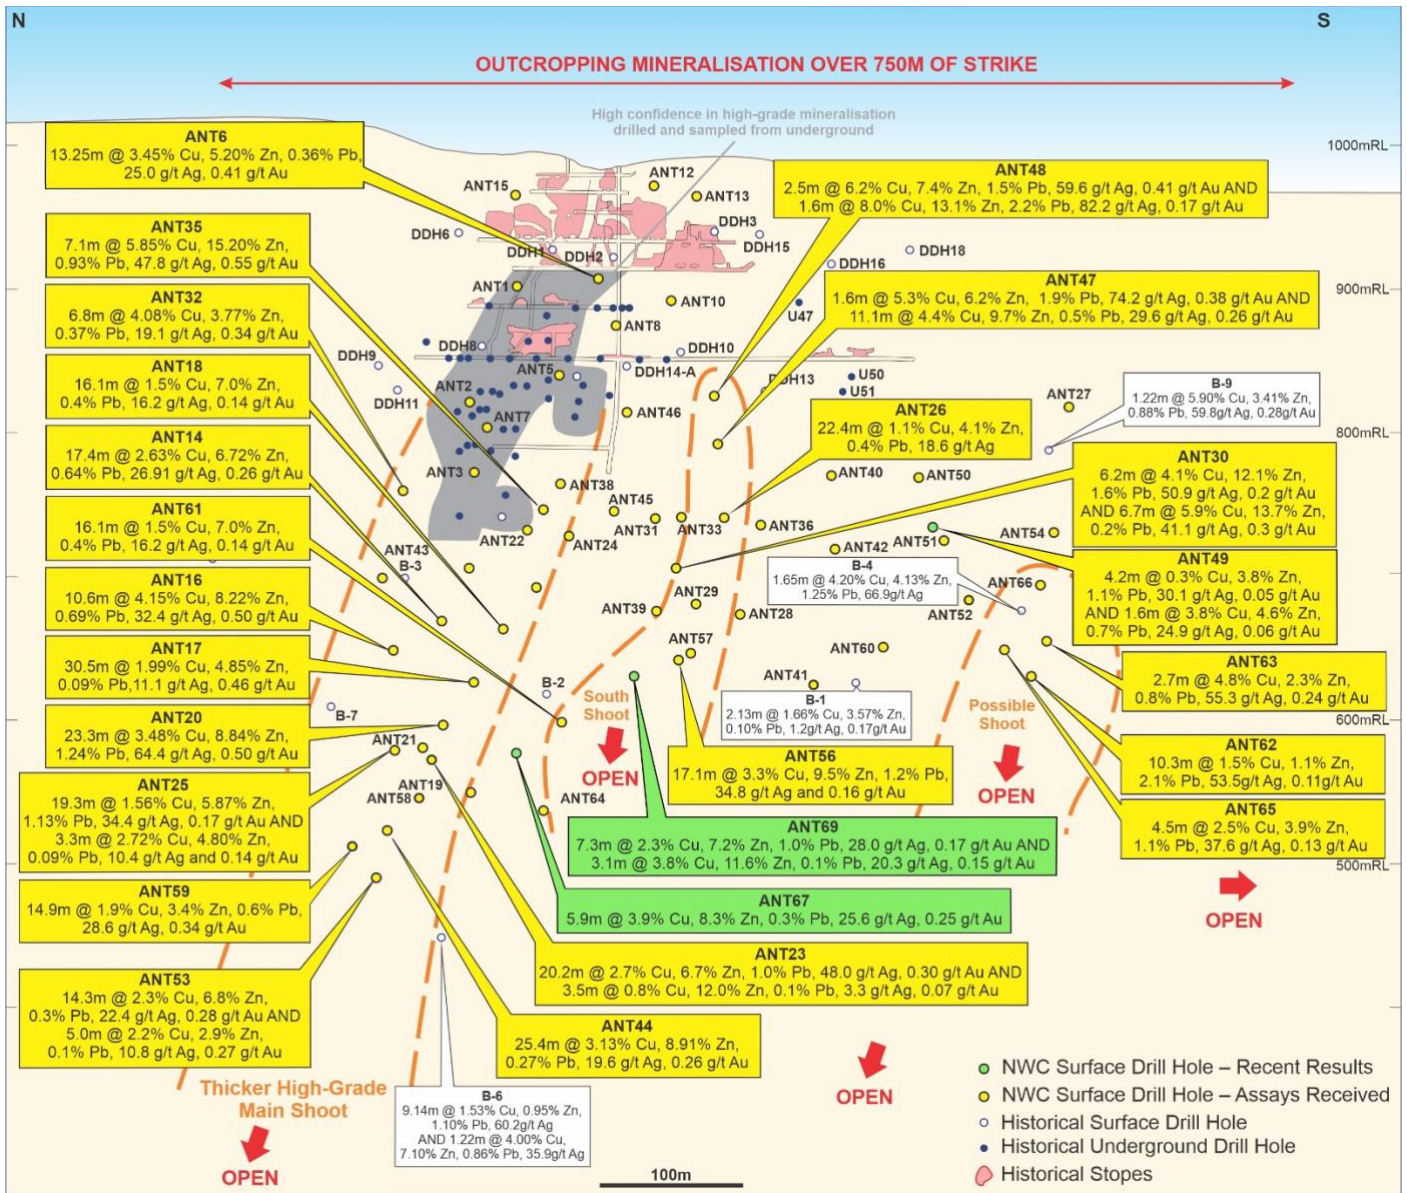 N
S
OUTCROPPING MINERALISATION OVER 750M OF STRIKE
High confidence in high-grade mineralisation
drilled and sampled from underground
1000mRL
900mRL
800mRL
600mRL
500mRL
ANT6
13.25m @ 3.45% Cu, 5.20% Zn, 0.36% Pb,
25.0 g/t Ag, 0.41 g/t Au
ANT35
7.1m @ 5.85% Cu, 15.20% Zn,
0.93% Pb, 47.8 g/t Ag, 0.55 g/t Au
ANT32
6.8m @ 4.08% Cu, 3.77% Zn,
0.37% Pb, 19.1 g/t Ag, 0.34 g/t Au
ANT18
16.1m @ 1.5% Cu, 7.0% Zn,
0.4% Pb, 16.2 g/t Ag, 0.14 g/t Au
ANT14
17.4m @ 2.63% Cu, 6.72% Zn,
0.64% Pb, 26.91 g/t Ag, 0.26 g/t Au
ANT61
16.1m @ 1.5% Cu, 7.0% Zn,
0.4% Pb, 16.2 g/t Ag, 0.14 g/t Au
ANT16
10.6m @ 4.15% Cu, 8.22% Zn,
0.69% Pb, 32.4 g/t Ag, 0.50 g/t Au
ANT17
30.5m @ 1.99% Cu, 4.85% Zn,
0.09% Pb,11.1 g/t Ag, 0.46 g/t Au
ANT20
23.3m @ 3.48% Cu, 8.84% Zn,
1.24% Pb, 64.4 g/t Ag, 0.50 g/t Au
ANT25
19.3m @ 1.56% Cu, 5.87% Zn,
1.13% Pb, 34.4 g/t Ag, 0.17 g/t Au AND
3.3m @ 2.72% Cu, 4.80% Zn,
0.09% Pb, 10.4 g/t Ag and 0.14 g/t Au
ANT59
14.9m @ 1.9% Cu, 3.4% Zn, 0.6% Pb,
28.6 g/t Ag, 0.34 g/t Au
ANT53
14.3m @ 2.3% Cu, 6.8% Zn,
0.3% Pb, 22.4 g/t Ag, 0.28 g/t Au AND
5.0m @ 2.2% Cu, 2.9% Zn,
0.1% Pb, 10.8 g/t Ag, 0.27 g/t Au
ANT48
2.5m @ 6.2% Cu, 7.4% Zn, 1.5% Pb, 59.6 g/t Ag, 0.41 g/t Au AND
1.6m @ 8.0% Cu, 13.1% Zn, 2.2% Pb, 82.2 g/t Ag, 0.17 g/t Au
ANT47
1.6m @ 5.3% Cu, 6.2% Zn, 1.9% Pb, 74.2 g/t Ag, 0.38 g/t Au AND
11.1m @ 4.4% Cu, 9.7% Zn, 0.5% Pb, 29.6 g/t Ag, 0.26 g/t Au
ANT26
22.4m @ 1.1% Cu, 4.1% Zn,
0.4% Pb, 18.6 g/t Ag
B-9
1.22m @ 5.90% Cu, 3.41% Zn,
0.88% Pb, 59.8g/t Ag, 0.28g/t Au
ANT30
6.2m @ 4.1% Cu, 12.1% Zn,
1.6% Pb, 50.9 g/t Ag, 0.2 g/t Au
AND 6.7m @ 5.9% Cu, 13.7% Zn,
0.2% Pb, 41.1 g/t Ag, 0.3 g/t Au
ANT49
4.2m @ 0.3% Cu, 3.8% Zn,
1.1% Pb, 30.1 g/t Ag, 0.05 g/t Au
AND 1.6m @ 3.8% Cu, 4.6% Zn,
0.7% Pb, 24.9 g/t Ag, 0.06 g/t Au
B-4
1.65m @ 4.20% Cu, 4.13% Zn,
1.25% Pb, 66.9g/t Ag
ANT63
2.7m @ 4.8% Cu, 2.3% Zn,
0.8% Pb, 55.3 g/t Ag, 0.24 g/t Au
B-1
2.13m @ 1.66% Cu, 3.57% Zn,
0.10% Pb, 1.2g/t Ag, 0.17g/t Au
ANT62
10.3m @ 1.5% Cu, 1.1% Zn,
2.1% Pb, 53.5g/t Ag, 0.11g/t Au
ANT56
17.1m @ 3.3% Cu, 9.5% Zn, 1.2% Pb,
34.8 g/t Ag and 0.16 g/t Au
ANT65
4.5m @ 2.5% Cu, 3.9% Zn,
1.1% Pb, 37.6 g/t Ag, 0.13 g/t Au
ANT69
7.3m @ 2.3% Cu, 7.2% Zn, 1.0% Pb, 28.0 g/t Ag, 0.17 g/t Au AND
3.1m @ 3.8% Cu, 11.6% Zn, 0.1% Pb, 20.3 g/t Ag, 0.15 g/t Au
ANT67
5.9m @ 3.9% Cu, 8.3% Zn, 0.3% Pb, 25.6 g/t Ag, 0.25 g/t Au
ANT23
20.2m @ 2.7% Cu, 6.7% Zn, 1.0% Pb, 48.0 g/t Ag, 0.30 g/t Au AND
3.5m @ 0.8% Cu, 12.0% Zn, 0.1% Pb, 3.3 g/t Ag, 0.07 g/t Au
ANT44
25.4m @ 3.13% Cu, 8.91% Zn,
0.27% Pb, 19.6 g/t Ag, 0.26 g/t Au
B-6
9.14m @ 1.53% Cu, 0.95% Zn,
1.10% Pb, 60.2g/t Ag
AND 1.22m @ 4.00% Cu,
7.10% Zn, 0.86% Pb, 35.9g/t Ag
ANT15
ANT12
ANT13
DDH6
DDH1
DDH2
DDH3
DDH15
DDH18
DDH16
ANT1
ANT10
ANT8
U47
DDH8
DDH9
DDH10
DDH14-A
DDH11
ANT5
ANT2
DDH13
U50
U51
ANT27
ANT7
ANT46
ANT3
ANT38
ANT40
ANT50
ANT45
ANT31
ANT33
ANT36
ANT22
ANT24
ANT42
ANT51
ANT54
ANT43
B-3
ANT29
ANT39
ANT28
ANT52
ANT66
ANT57
ANT60
ANT41
B-2
B-7
ANT21
ANT19
ANT58
ANT64
South
Shoot
OPEN
Possible
Shoot
OPEN
OPEN
OPEN
Thicker High-Grade
Main Shoot
OPEN
100m
NWC Surface Drill Hole – Recent Results
NWC Surface Drill Hole – Assays Received
Historical Surface Drill Hole
Historical Underground Drill Hole
Historical Stopes